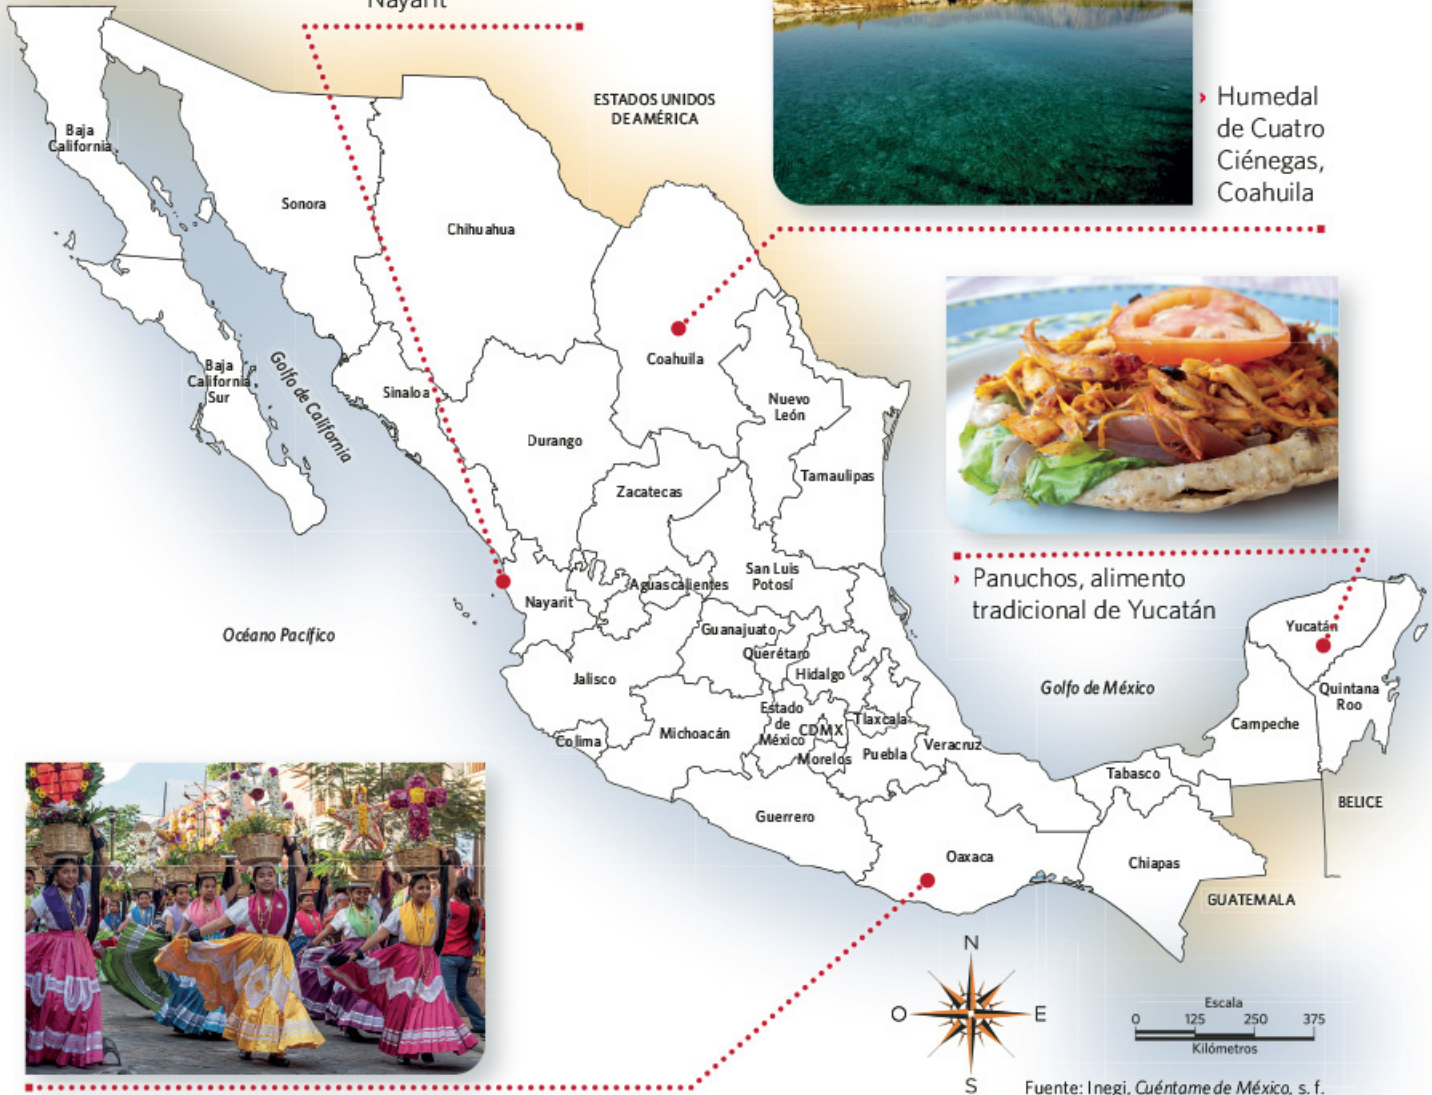 Nayarit
ESTADOS UNIDOS
DE AMÉRICA
Humedal
de Cuatro
Ciénegas,
Coahuila
Baja
California
Sonora
Chihuahua
Coahuila
Baja
California
Sur
Golfo de California
Sinaloa
Durango
Nuevo
León
Zacatecas
Tamaulipas
Panuchos, alimento
tradicional de Yucatán
Nayarit
Aguascalientes
San Luis
Potosí
Océano Pacífico
Guanajuato
Querétaro
Hidalgo
Jalisco
Golfo de México
Yucatán
Quintana
Roo
Campeche
Colima
Michoacán
Estado
de
México
CDMX
Tlaxcala
Morelos
Puebla
Veracruz
Tabasco
BELICE
Guerrero
Oaxaca
Chiapas
GUATEMALA
N
O
E
S
Escala
0 125 250 375
Kilómetros
Fuente: Inegi, Cuéntame de México, s. f.